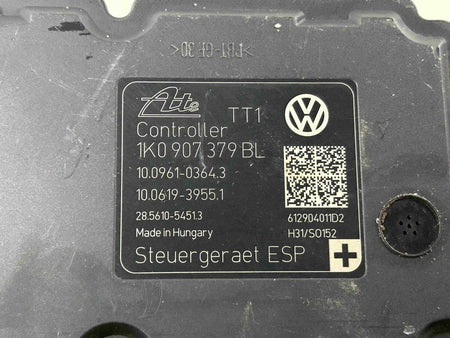 >PBT-GF30<
Ate TT1
Controller
1K0 907 379 BL
10.0961-0364.3
10.0619-3955.1
28.5610-5451.3 612904011D2
Made in Hungary H31/SO152
Steuergeraet ESP